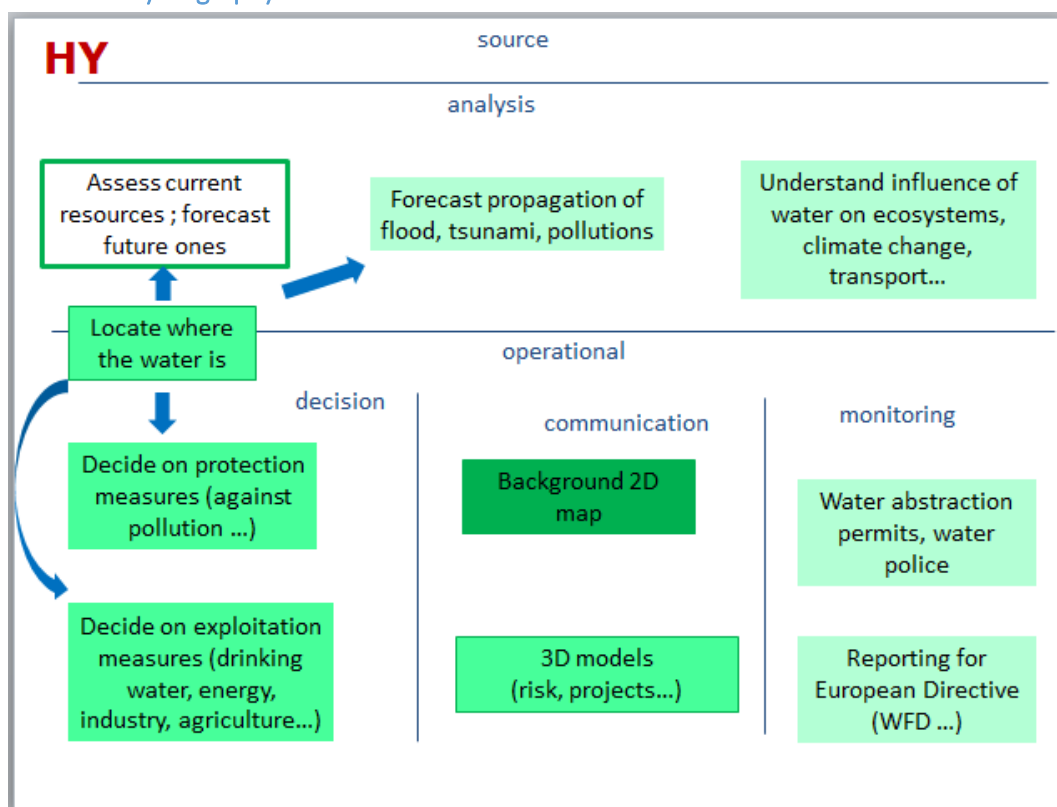 HY
source
analysis
Assess current
resources ; forecast
future ones
Forecast propagation of
flood, tsunami, pollutions
Understand influence of
water on ecosystems,
climate change,
transport...
Locate where
the water is
operational
decision
communication
monitoring
Decide on protection
measures (against
pollution ...)
Background 2D
map
Water abstraction
permits, water
police
Decide on exploitation
measures (drinking
water, energy,
industry, agriculture...)
3D models
(risk, projects...)
Reporting for
European Directive
(WFD ...)